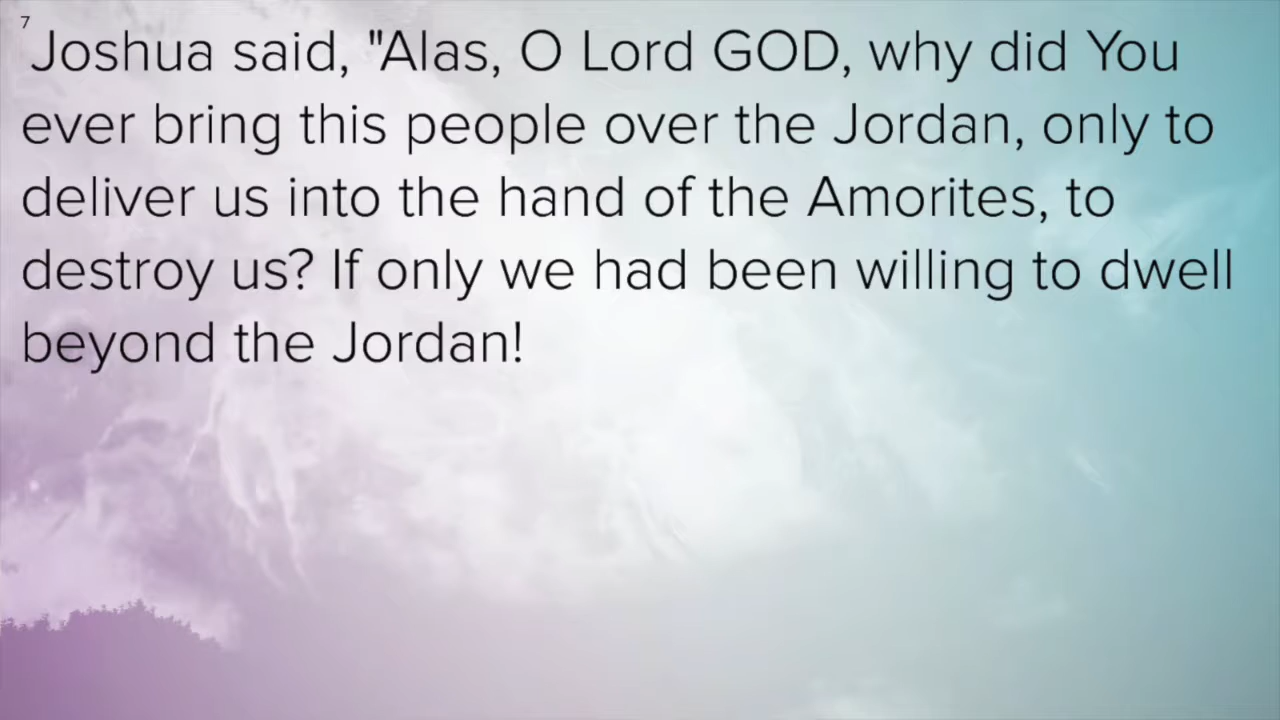 7
Joshua said, "Alas, O Lord GOD, why did You
ever bring this people over the Jordan, only to
deliver us into the hand of the Amorites, to
destroy us? If only we had been willing to dwell
beyond the Jordan!